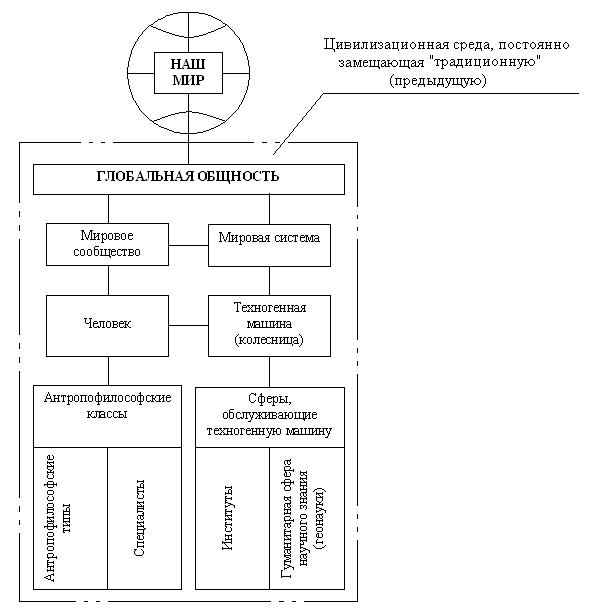 НАШ
МИР
Цивилизационная среда, постоянно
замещающая "традиционную"
(предыдущую)
ГЛОБАЛЬНАЯ ОБЩНОСТЬ
Мировое
сообщество
Мировая система
Человек
Техногенная
машина
(колесница)
Антропофилософские
классы
Сферы,
обслуживающие
техногенную машину
Антропофилософские
типы
Специалисты
Институты
Гуманитарная сфера
научного знания
(геонауки)